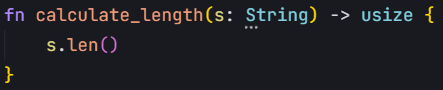 fn calculate_length(s: String) -> usize {
    s.len()
}